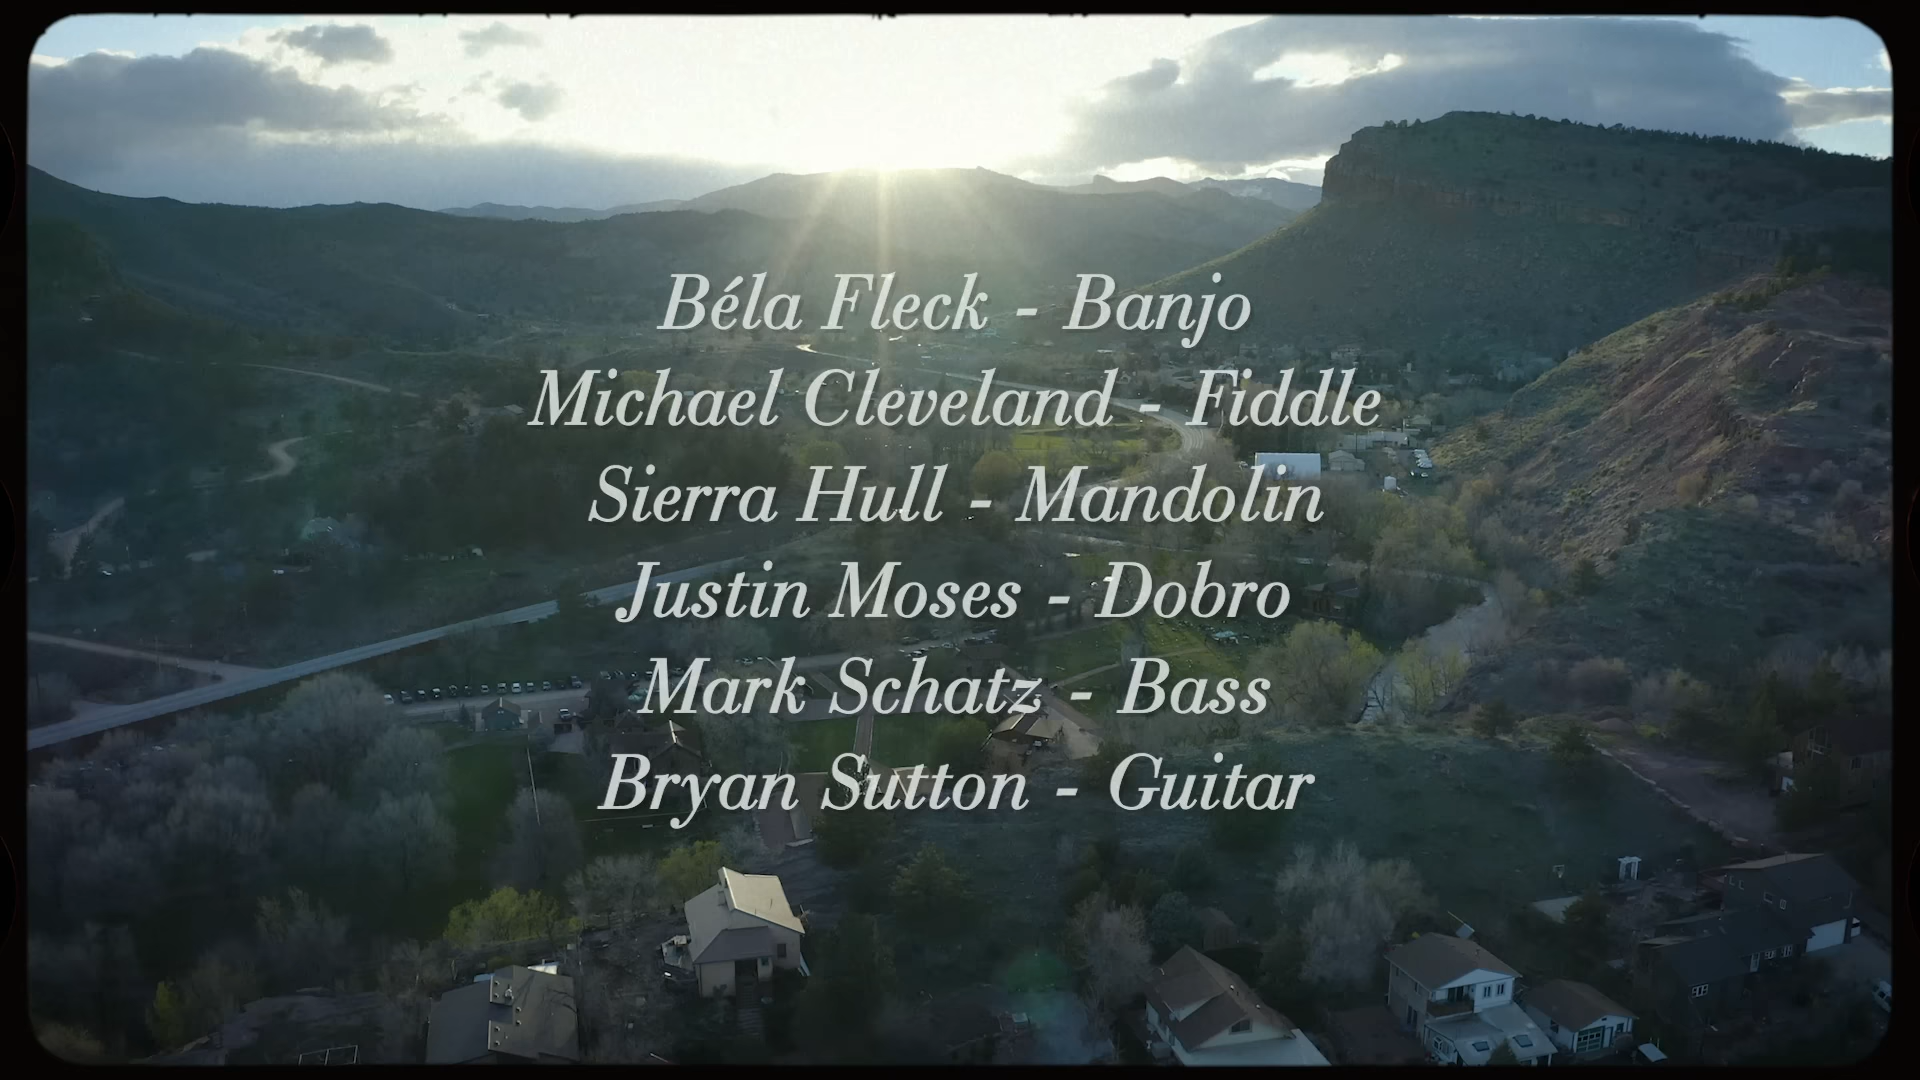 Béla Fleck - Banjo
Michael Cleveland - Fiddle
Sierra Hull - Mandolin
Justin Moses - Dobro
Mark Schatz - Bass
Bryan Sutton - Guitar